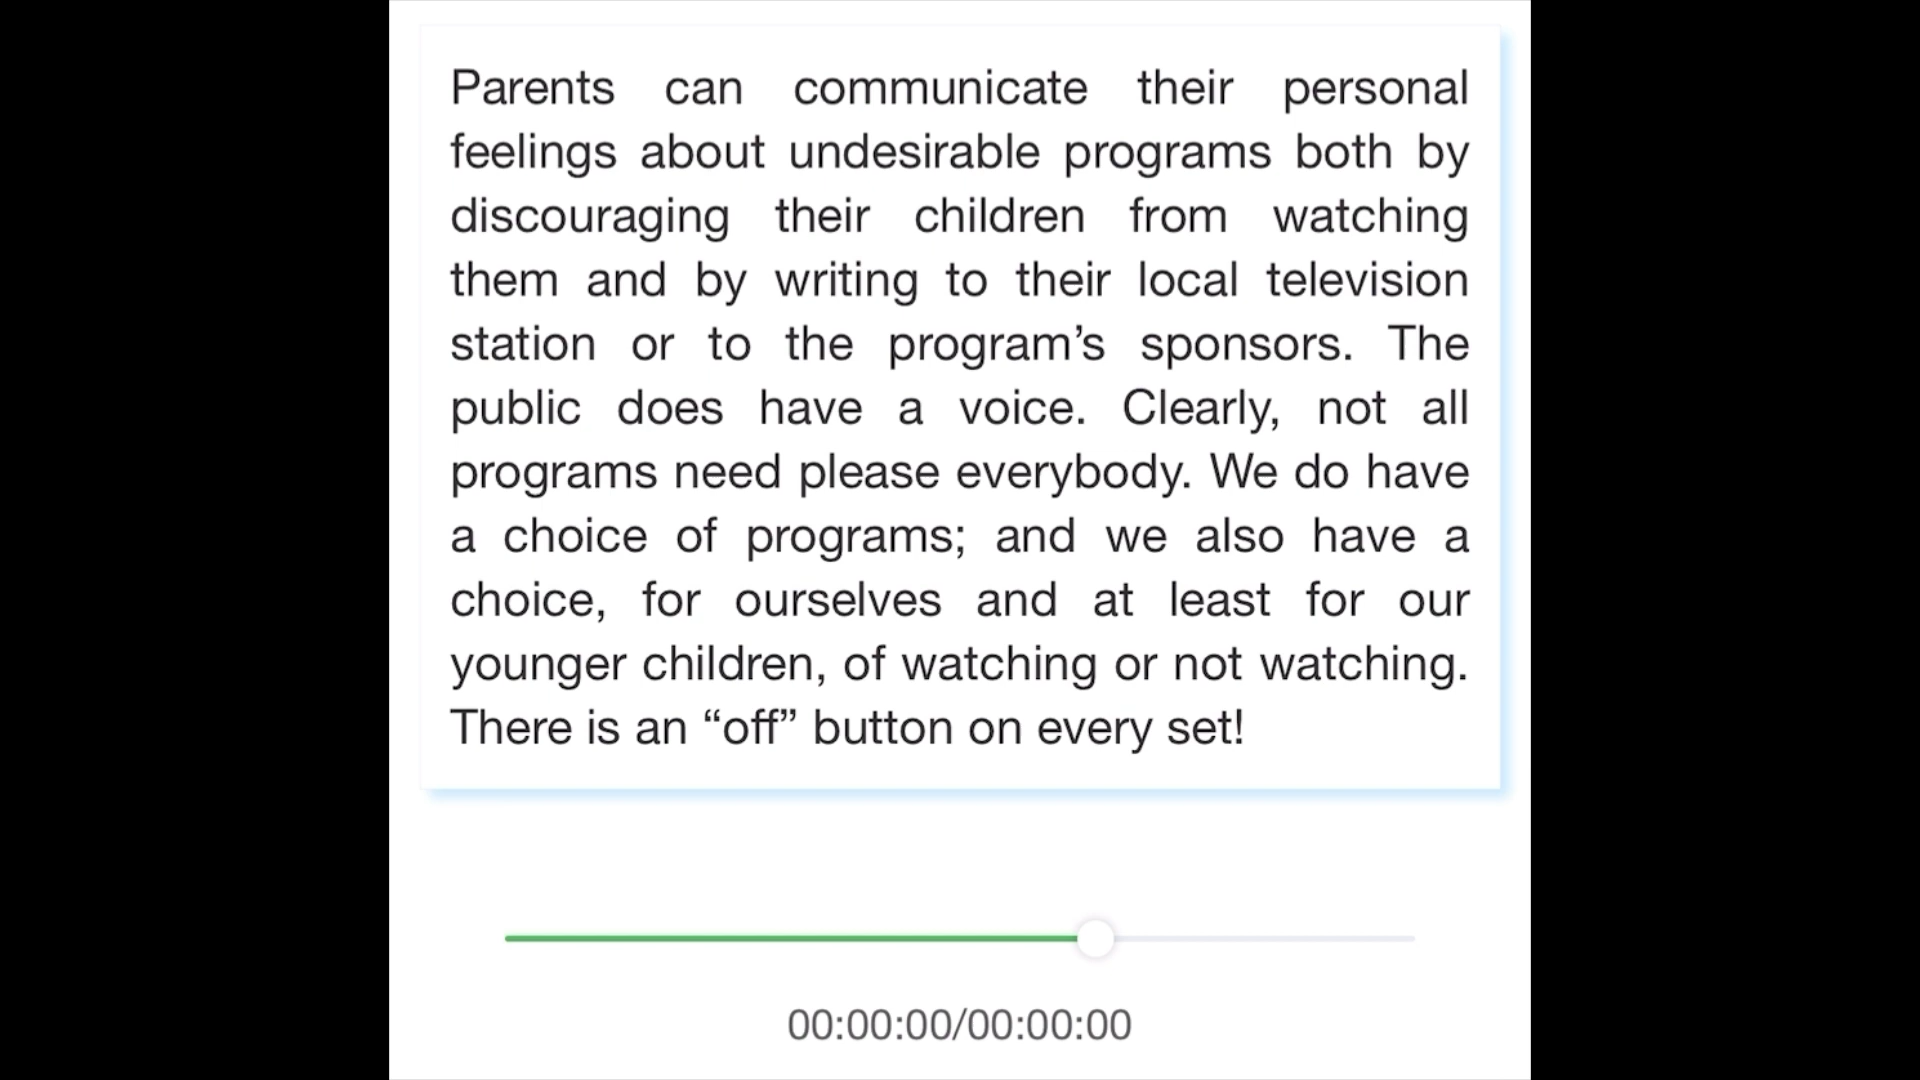 Parents can communicate their personal
feelings about undesirable programs both by
discouraging their children from watching
them and by writing to their local television
station or to the program’s sponsors. The
public does have a voice. Clearly, not all
programs need please everybody. We do have
a choice of programs; and we also have a
choice, for ourselves and at least for our
younger children, of watching or not watching.
There is an “off” button on every set!
00:00:00/00:00:00